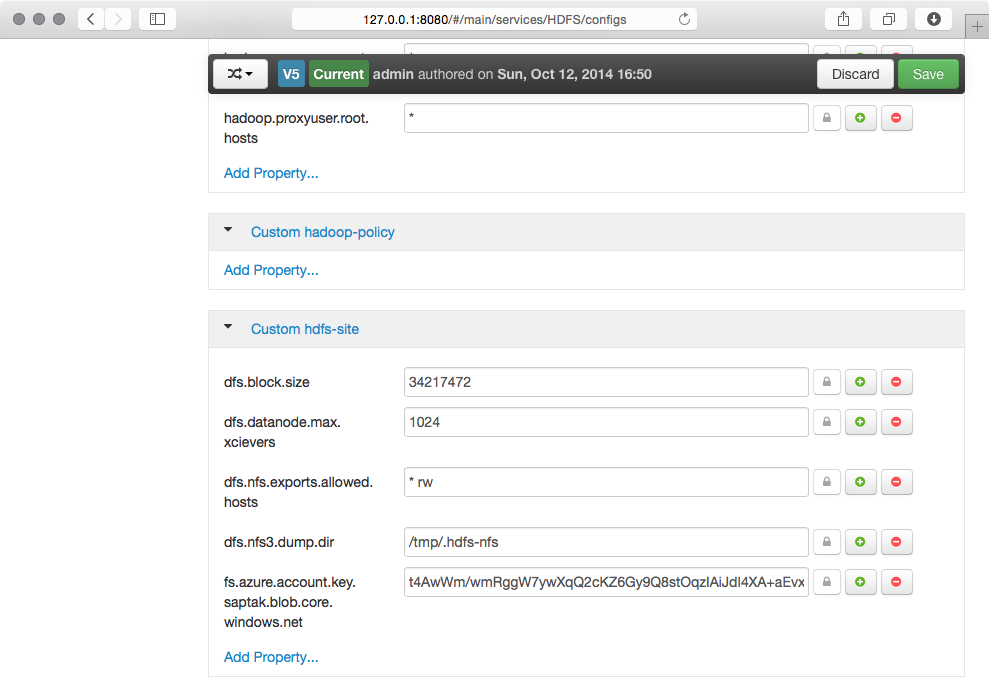 127.0.0.1:8080/#/main/services/HDFS/configs
V5 Current admin authored on Sun, Oct 12, 2014 16:50 Discard Save
hadoop.proxyuser.root. *
hosts
Add Property...
Custom hadoop-policy
Add Property...
Custom hdfs-site
dfs.block.size 34217472
dfs.datanode.max. 1024
xcievers
dfs.nfs.exports.allowed. * rw
hosts
dfs.nfs3.dump.dir /tmp/.hdfs-nfs
fs.azure.account.key.
saptak.blob.core.
windows.net
Add Property...